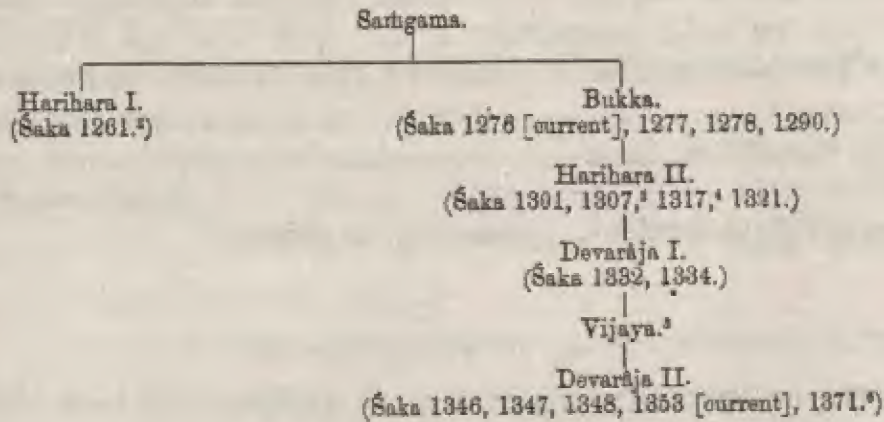 Saṁgama.
Harihara I. Bukka.
(Śaka 1261.²) (Śaka 1276 [current], 1277, 1278, 1290.)
Harihara II.
(Śaka 1301, 1307,³ 1317,⁴ 1321.)
Devarâja I.
(Śaka 1332, 1334.)
Vijaya.⁵
Devarâja II.
(Śaka 1346, 1347, 1348, 1353 [current], 1371.⁶)